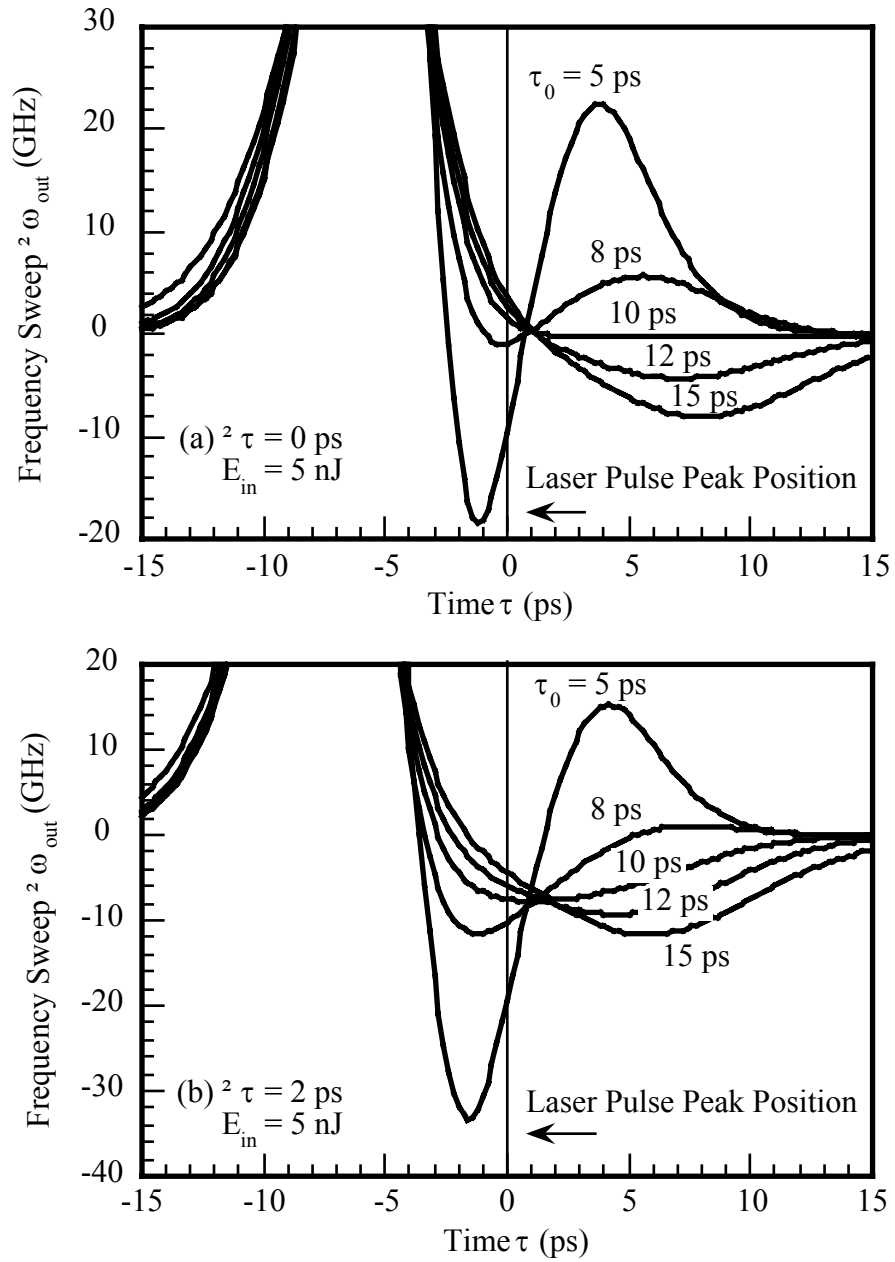 30
20
10
0
-10
-20
Frequency Sweep ² ω_out (GHz)
τ_0 = 5 ps
8 ps
10 ps
12 ps
15 ps
(a) ² τ = 0 ps
E_in = 5 nJ
Laser Pulse Peak Position
-15 -10 -5 0 5 10 15
Time τ (ps)
20
10
0
-10
-20
-30
-40
Frequency Sweep ² ω_out (GHz)
τ_0 = 5 ps
8 ps
10 ps
12 ps
15 ps
(b) ² τ = 2 ps
E_in = 5 nJ
Laser Pulse Peak Position
-15 -10 -5 0 5 10 15
Time τ (ps)